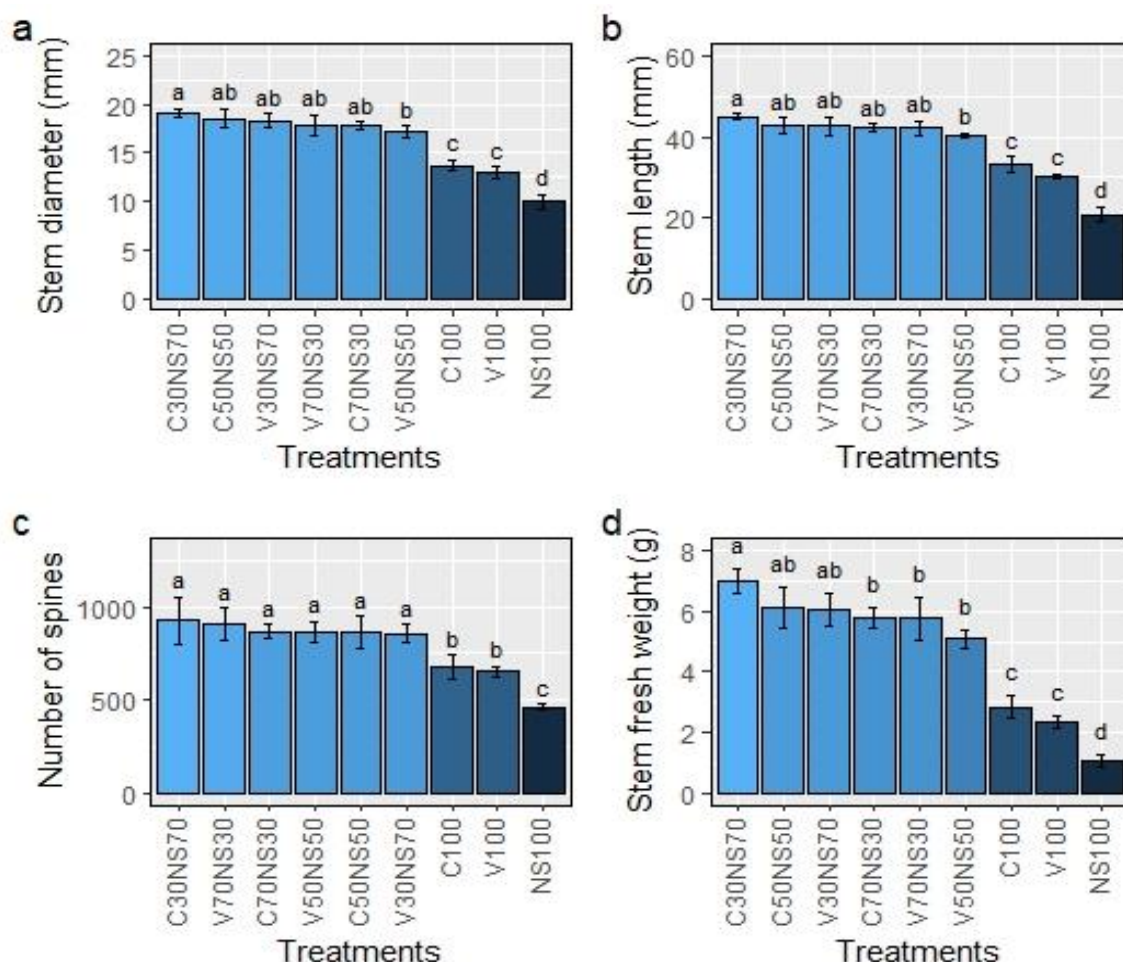 a
Stem diameter (mm)
25
20
15
10
5
0
a ab ab ab ab b c c d
C30NS70 C50NS50 V30NS70 V70NS30 C70NS30 V50NS50 C100 V100 NS100
Treatments
b
Stem length (mm)
60
40
20
0
a ab ab ab ab b c c d
C30NS70 C50NS50 V70NS30 C70NS30 V30NS70 V50NS50 C100 V100 NS100
Treatments
c
Number of spines
1000
500
0
a a a a a a b b c
C30NS70 V70NS30 C70NS30 V50NS50 C50NS50 V30NS70 C100 V100 NS100
Treatments
d
Stem fresh weight (g)
8
6
4
2
0
a ab ab b b b c c d
C30NS70 C50NS50 V30NS70 C70NS30 V70NS30 V50NS50 C100 V100 NS100
Treatments